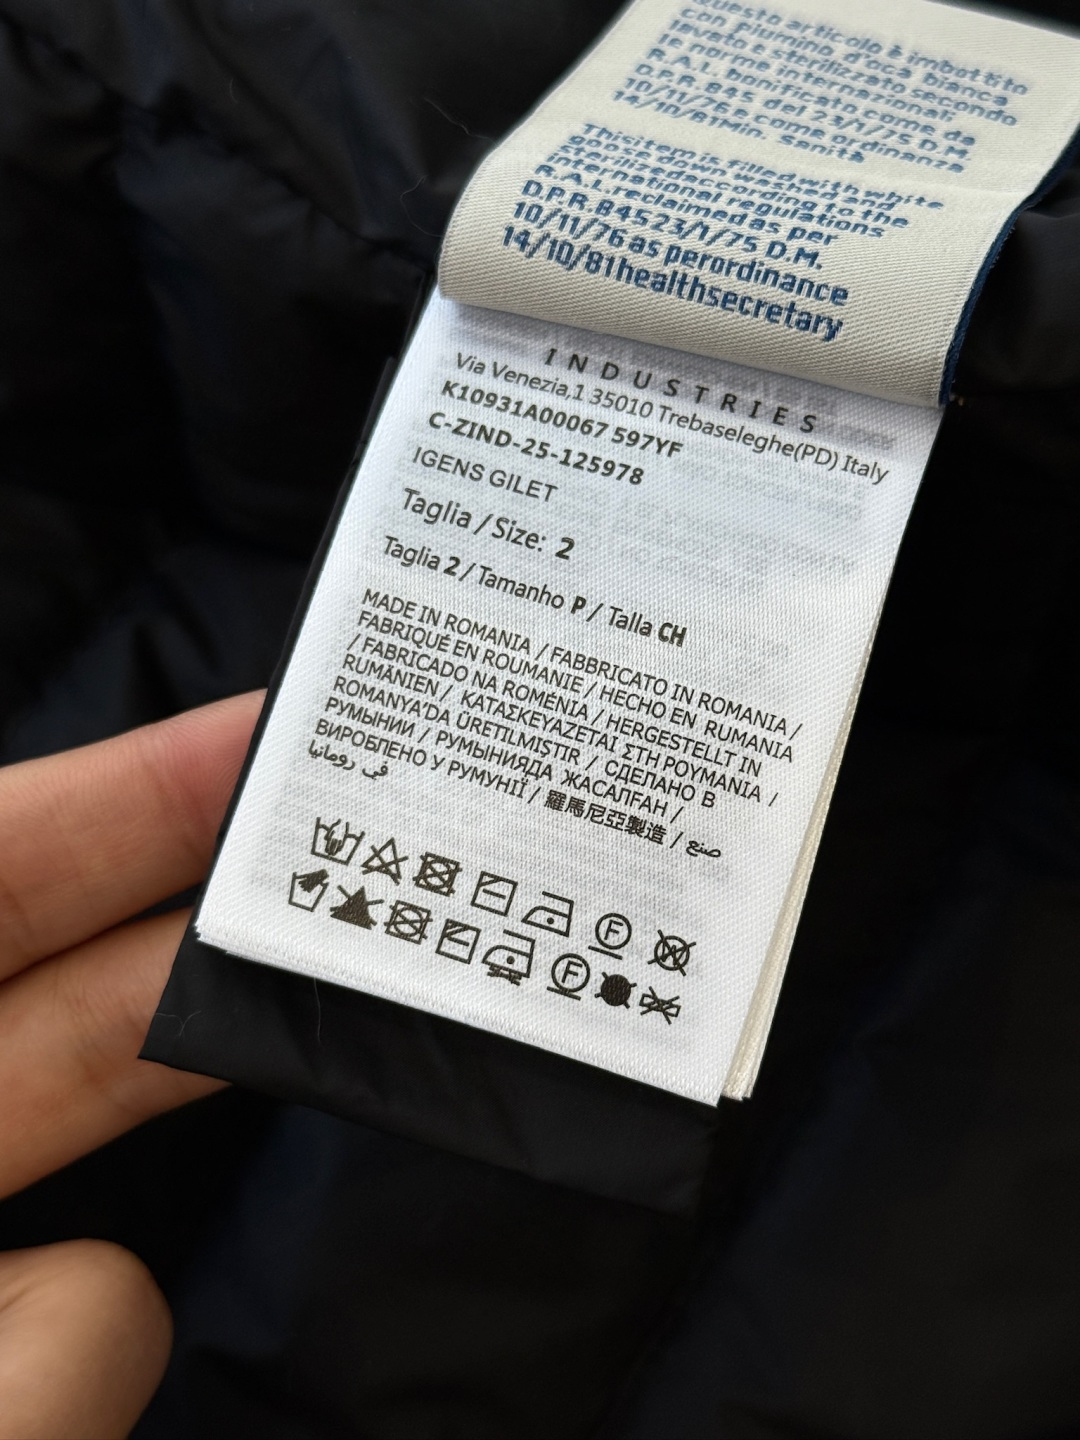 Questo articolo è imbottito
con piumino d'oca bianca
lavato e sterilizzato secondo
le norme internazionali
R.A.L. bonificato come da
D.P.R. 845 del 23/1/75 D.M.
10/11/76 e come ordinanza
14/10/81 Min. Sanità
Thisitem is filled with white
goose down washed and
sterilizedaccording to the
international regulations
R.A.L. reclaimed as per
D.P.R. 84523/1/75 D.M.
10/11/76 as perordinance
14/10/81healthsecretary
INDUSTRIES
Via Venezia,1 35010 Trebaseleghe(PD) Italy
K10931A00067 597YF
C-ZIND-25-125978
IGENS GILET
Taglia / Size: 2
Taglia 2 / Tamanho P / Talla CH
MADE IN ROMANIA / FABBRICATO IN ROMANIA /
FABRIQUÉ EN ROUMANIE / HECHO EN RUMANIA
/ FABRICADO NA ROMÉNIA / HERGESTELLT IN
RUMÄNIEN / ΚΑΤΑΣΚΕΥΑΖΕΤΑΙ ΣΤΗ ΡΟΥΜΑΝΙΑ /
ROMANYA'DA ÜRETILMIŞTIR / СДЕЛАНО В
РУМЫНИИ / РУМЫНИЯДА ЖАСАЛҒАН /
ВИРОБЛЕНО У РУМУНІЇ / 羅馬尼亞製造 / صنع
في رومانيا
F
W
F